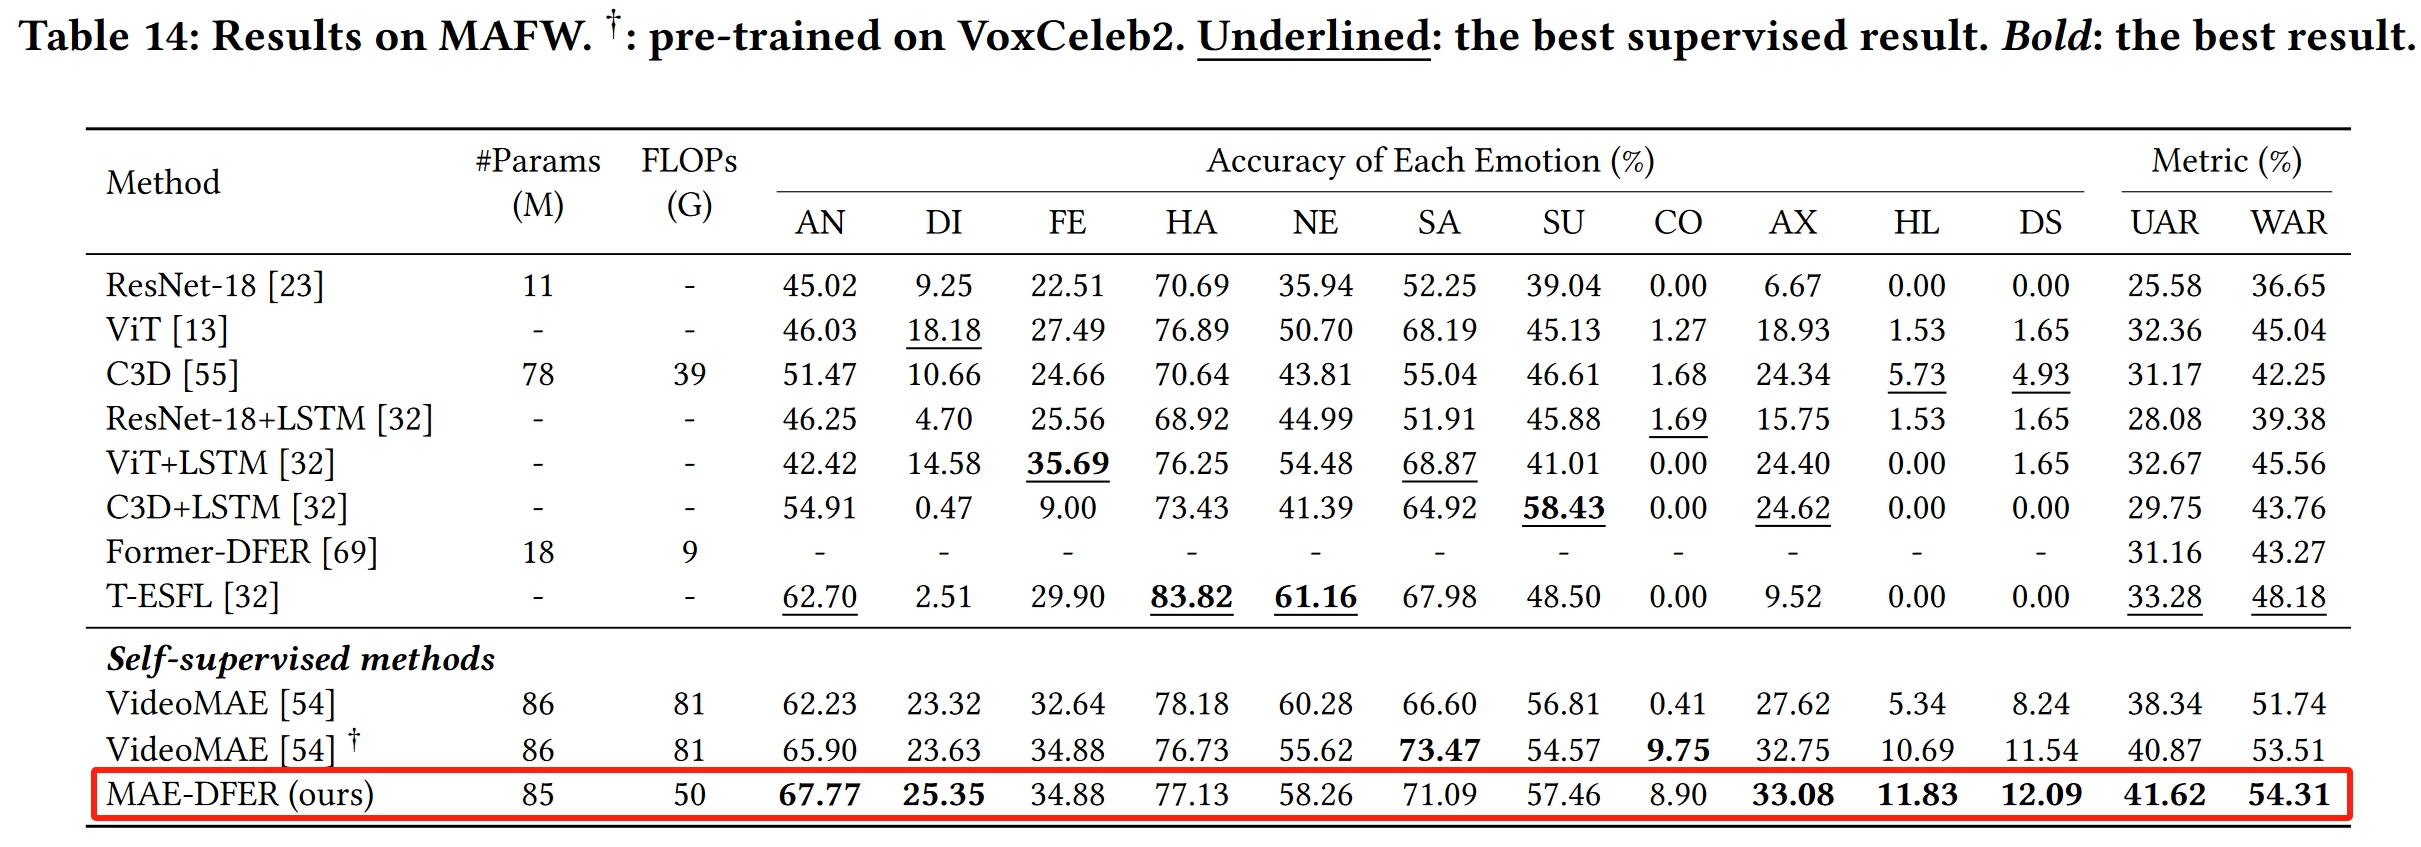 Table 14: Results on MAFW. †: pre-trained on VoxCeleb2. Underlined: the best supervised result. Bold: the best result.
Method #Params (M) FLOPs (G) Accuracy of Each Emotion (%) Metric (%)
AN DI FE HA NE SA SU CO AX HL DS UAR WAR
ResNet-18 [23] 11 - 45.02 9.25 22.51 70.69 35.94 52.25 39.04 0.00 6.67 0.00 0.00 25.58 36.65
ViT [13] - - 46.03 18.18 27.49 76.89 50.70 68.19 45.13 1.27 18.93 1.53 1.65 32.36 45.04
C3D [55] 78 39 51.47 10.66 24.66 70.64 43.81 55.04 46.61 1.68 24.34 5.73 4.93 31.17 42.25
ResNet-18+LSTM [32] - - 46.25 4.70 25.56 68.92 44.99 51.91 45.88 1.69 15.75 1.53 1.65 28.08 39.38
ViT+LSTM [32] - - 42.42 14.58 35.69 76.25 54.48 68.87 41.01 0.00 24.40 0.00 1.65 32.67 45.56
C3D+LSTM [32] - - 54.91 0.47 9.00 73.43 41.39 64.92 58.43 0.00 24.62 0.00 0.00 29.75 43.76
Former-DFER [69] 18 9 - - - - - - - - - - - 31.16 43.27
T-ESFL [32] - - 62.70 2.51 29.90 83.82 61.16 67.98 48.50 0.00 9.52 0.00 0.00 33.28 48.18
Self-supervised methods
VideoMAE [54] 86 81 62.23 23.32 32.64 78.18 60.28 66.60 56.81 0.41 27.62 5.34 8.24 38.34 51.74
VideoMAE [54] † 86 81 65.90 23.63 34.88 76.73 55.62 73.47 54.57 9.75 32.75 10.69 11.54 40.87 53.51
MAE-DFER (ours) 85 50 67.77 25.35 34.88 77.13 58.26 71.09 57.46 8.90 33.08 11.83 12.09 41.62 54.31